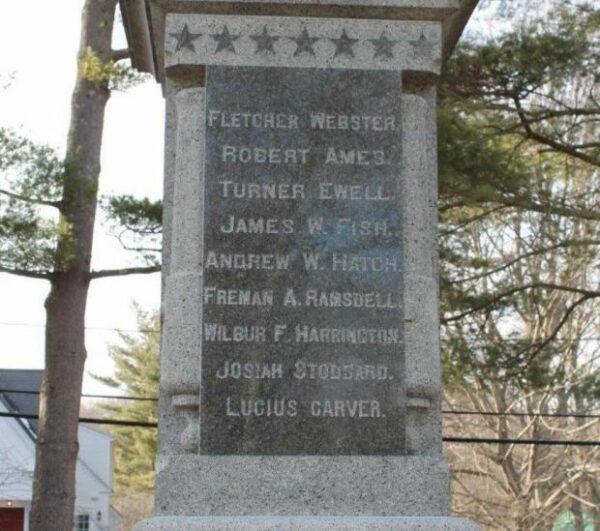 FLETCHER WEBSTER.
ROBERT AMES.
TURNER EWELL.
JAMES W. FISH.
ANDREW W. HATCH.
FREMAN A. RAMSDELL.
WILBUR F. HARRINGTON.
JOSIAH STODDARD.
LUCIUS CARVER.